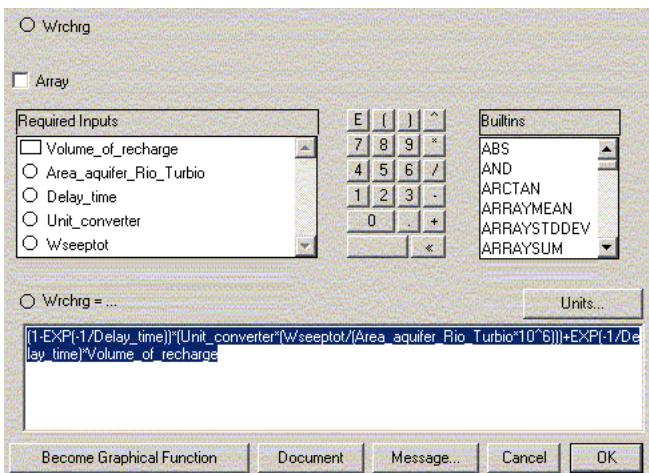 Wrchrg
Array
Required Inputs
Volume_of_recharge
Area_aquifer_Rio_Turbio
Delay_time
Unit_converter
Wseeptot
E ( ) ^
7 8 9 *
4 5 6 /
1 2 3 -
0 . +
«
Builtins
ABS
AND
ARCTAN
ARRAYMEAN
ARRAYSTDDEV
ARRAYSUM
Wrchrg = ...
Units...
(1-EXP(-1/Delay_time))*(Unit_converter*(Wseeptot/(Area_aquifer_Rio_Turbio*10^6)))+EXP(-1/De
lay_time)*Volume_of_recharge
Become Graphical Function
Document
Message...
Cancel
OK